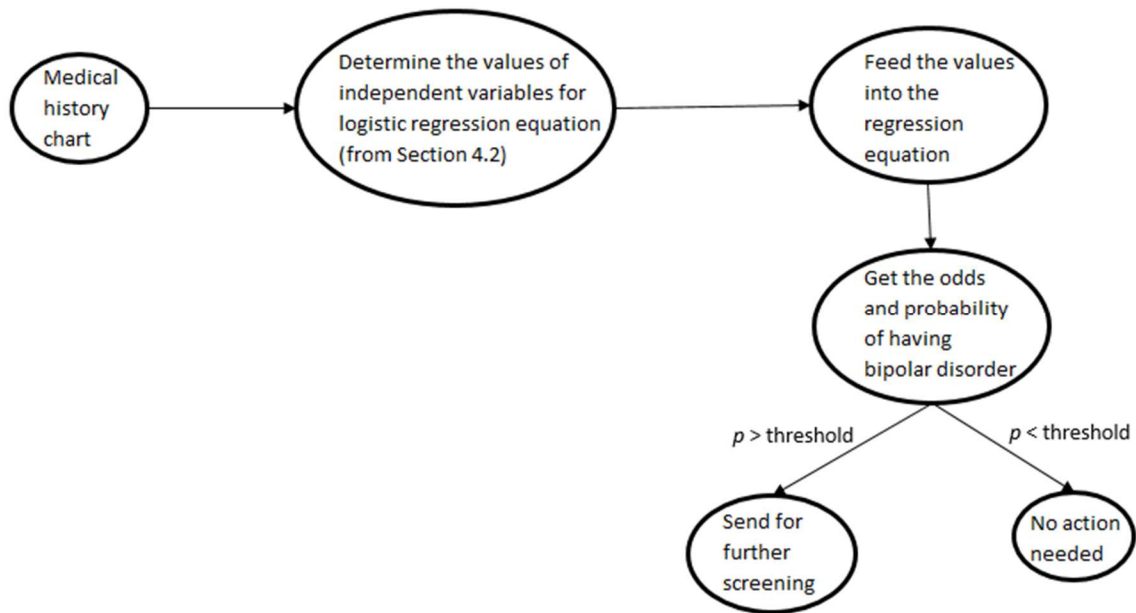 Medical
history
chart
Determine the values of
independent variables for
logistic regression equation
(from Section 4.2)
Feed the values
into the
regression
equation
Get the odds
and probability
of having
bipolar disorder
p > threshold
p < threshold
Send for
further
screening
No action
needed